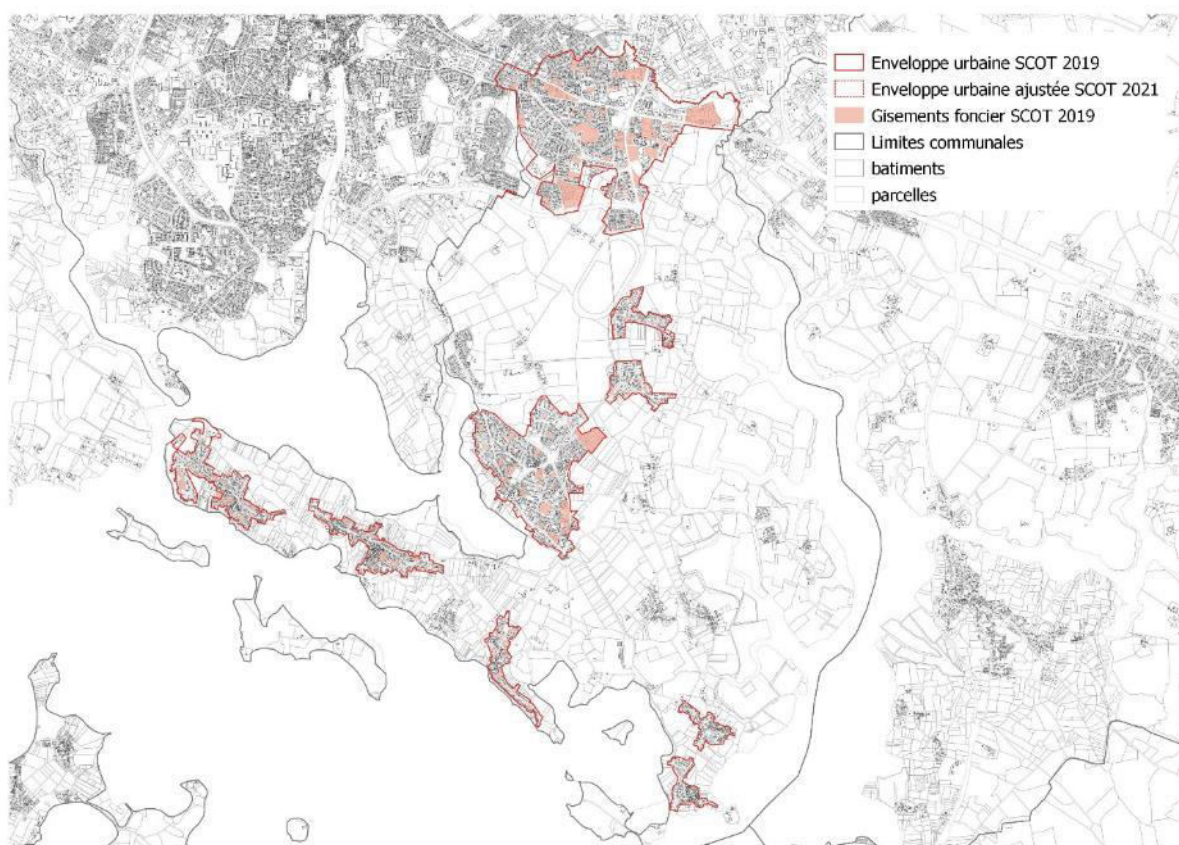 Enveloppe urbaine SCOT 2019
Enveloppe urbaine ajustée SCOT 2021
Gisements foncier SCOT 2019
Limites communales
batiments
parcelles